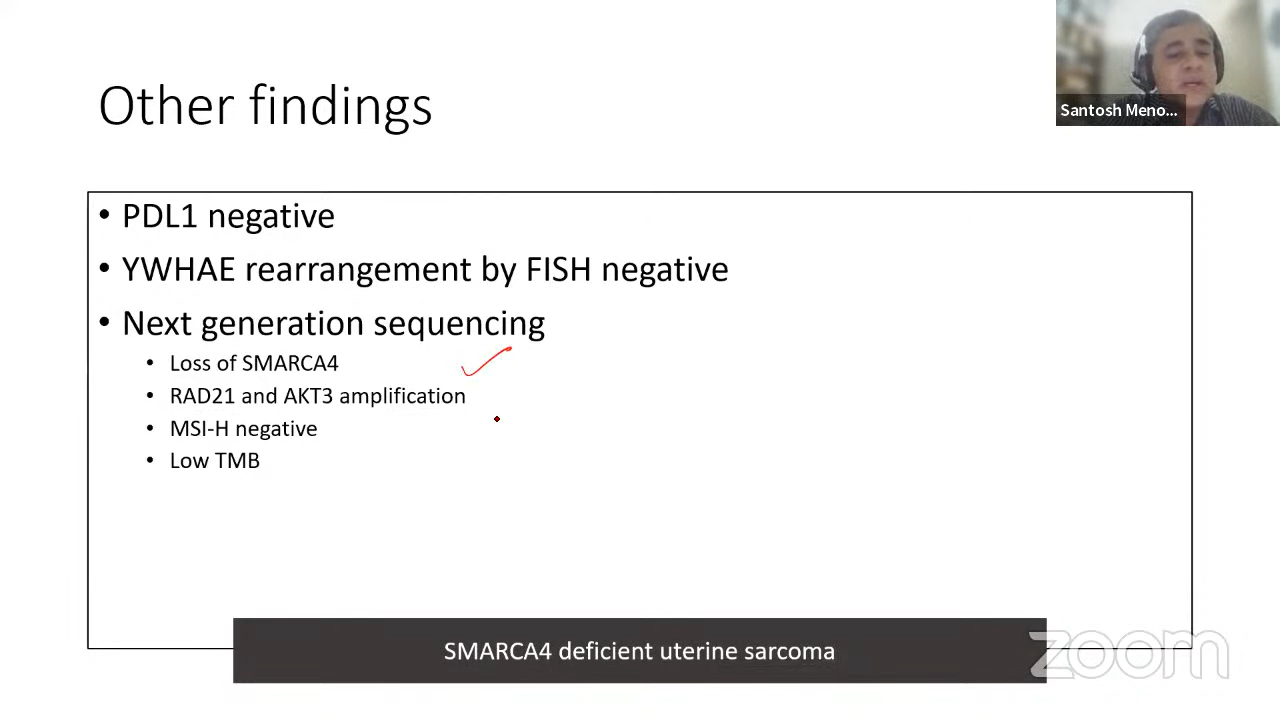 Other findings
Santosh Meno...
• PDL1 negative
• YWHAE rearrangement by FISH negative
• Next generation sequencing
• Loss of SMARCA4
• RAD21 and AKT3 amplification
• MSI-H negative
• Low TMB
SMARCA4 deficient uterine sarcoma
zoom